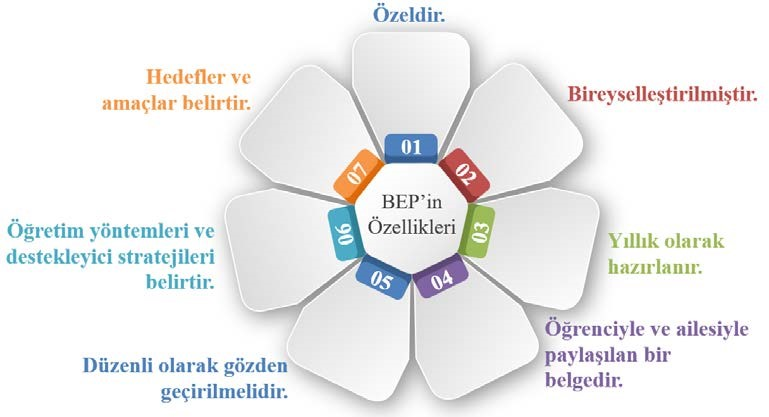 Özeldir.
Hedefler ve
amaçlar belirtir.
Bireyselleştirilmiştir.
01
07
02
BEP’in
Özellikleri
06
03
Öğretim yöntemleri ve
destekleyici stratejileri
belirtir.
Yıllık olarak
hazırlanır.
05
04
Düzenli olarak gözden
geçirilmelidir.
Öğrenciyle ve ailesiyle
paylaşılan bir
belgedir.